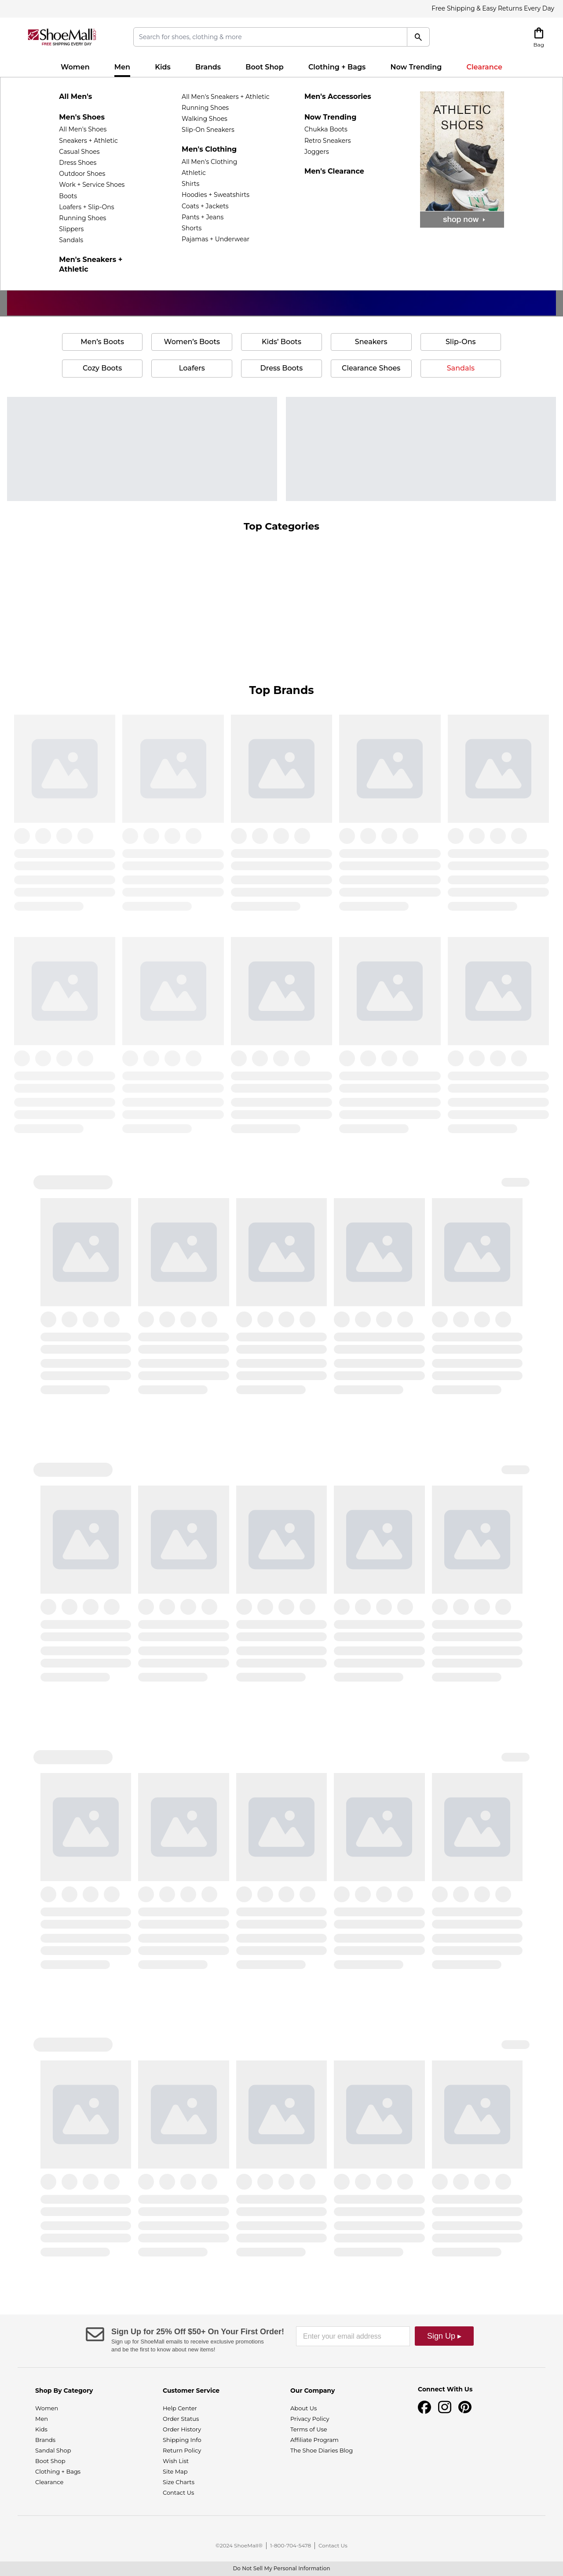 Free Shipping & Easy Returns Every Day
ShoeMall
FREE SHIPPING EVERY DAY
Search for shoes, clothing & more
Bag
Women Men Kids Brands Boot Shop Clothing + Bags Now Trending Clearance
All Men's
Men's Shoes
All Men's Shoes
Sneakers + Athletic
Casual Shoes
Dress Shoes
Outdoor Shoes
Work + Service Shoes
Boots
Loafers + Slip-Ons
Running Shoes
Slippers
Sandals
Men's Sneakers +
Athletic
All Men's Sneakers + Athletic
Running Shoes
Walking Shoes
Slip-On Sneakers
Men's Clothing
All Men's Clothing
Athletic
Shirts
Hoodies + Sweatshirts
Coats + Jackets
Pants + Jeans
Shorts
Pajamas + Underwear
Men's Accessories
Now Trending
Chukka Boots
Retro Sneakers
Joggers
Men's Clearance
ATHLETIC
SHOES
shop now
Men's Boots Women's Boots Kids' Boots Sneakers Slip-Ons
Cozy Boots Loafers Dress Boots Clearance Shoes Sandals
Top Categories
Top Brands
Sign Up for 25% Off $50+ On Your First Order!
Sign up for ShoeMall emails to receive exclusive promotions
and be the first to know about new items!
Enter your email address
Sign Up ▸
Shop By Category
Women
Men
Kids
Brands
Sandal Shop
Boot Shop
Clothing + Bags
Clearance
Customer Service
Help Center
Order Status
Order History
Shipping Info
Return Policy
Wish List
Site Map
Size Charts
Contact Us
Our Company
About Us
Privacy Policy
Terms of Use
Affiliate Program
The Shoe Diaries Blog
Connect With Us
©2024 ShoeMall® | 1-800-704-5478 | Contact Us
Do Not Sell My Personal Information